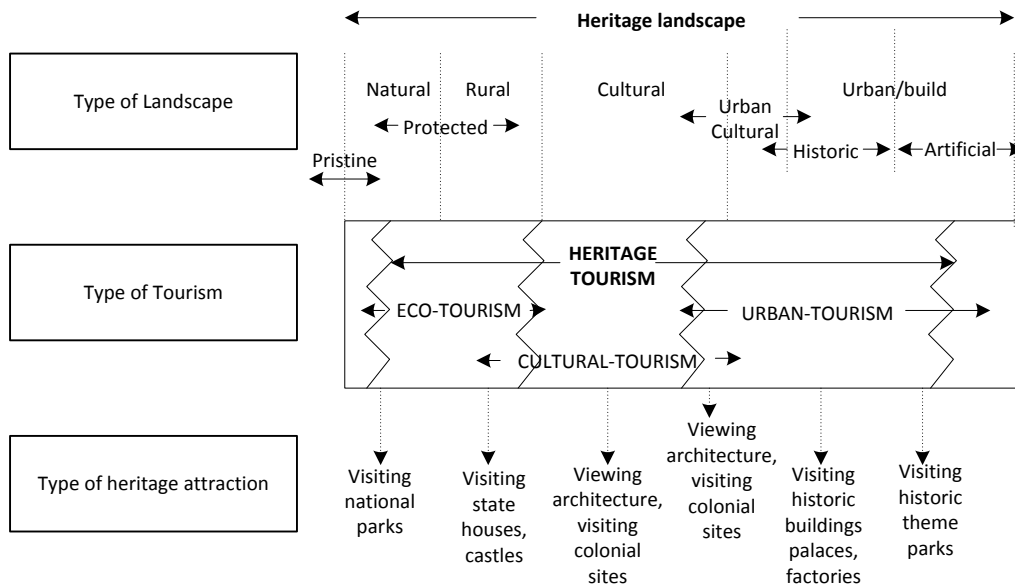 Heritage landscape
Type of Landscape
Natural
Rural
Cultural
Urban/build
Protected
Urban
Cultural
Historic
Artificial
Pristine
Type of Tourism
HERITAGE
TOURISM
ECO-TOURISM
URBAN-TOURISM
CULTURAL-TOURISM
Type of heritage attraction
Visiting
national
parks
Visiting
state
houses,
castles
Viewing
architecture,
visiting
colonial
sites
Viewing
architecture,
visiting
colonial
sites
Visiting
historic
buildings
palaces,
factories
Visiting
historic
theme
parks